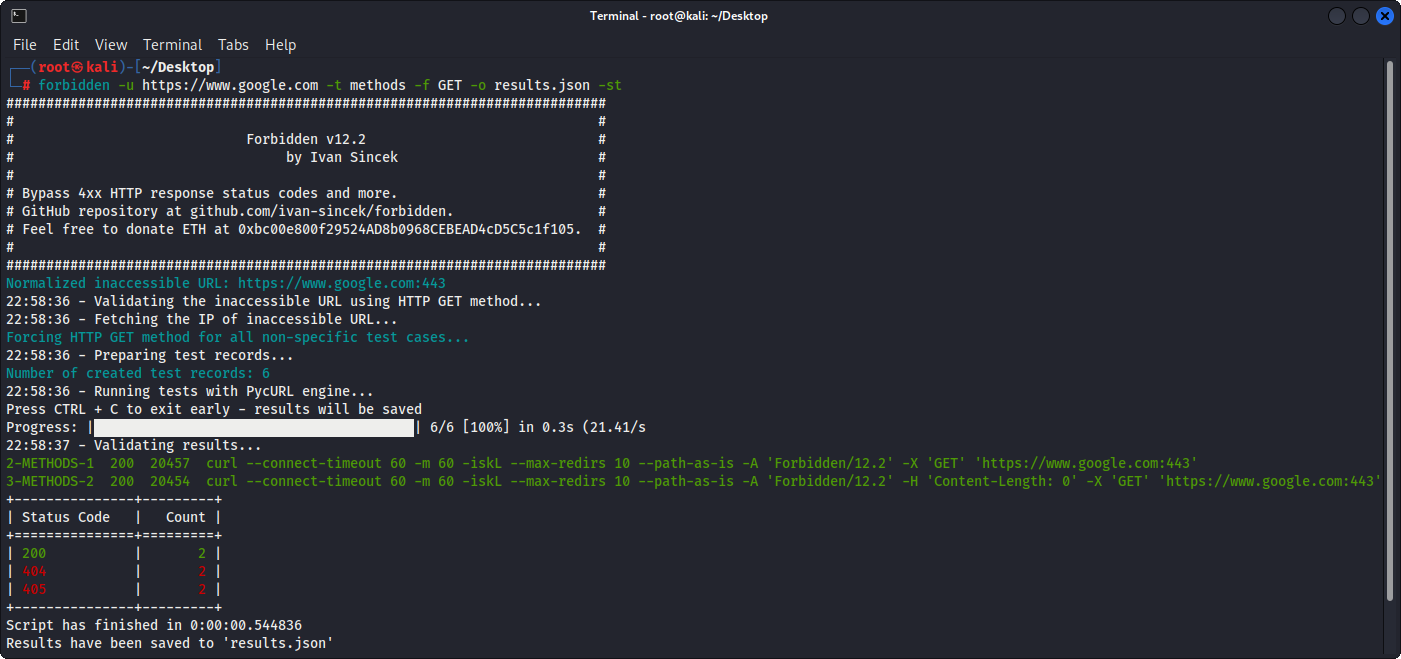 Terminal - root@kali: ~/Desktop
File Edit View Terminal Tabs Help
┌──(root㉿kali)-[~/Desktop]
└─# forbidden -u https://www.google.com -t methods -f GET -o results.json -st
###########################################################################
#                                                                         #
#                             Forbidden v12.2                             #
#                                  by Ivan Sincek                         #
#                                                                         #
# Bypass 4xx HTTP response status codes and more.                         #
# GitHub repository at github.com/ivan-sincek/forbidden.                  #
# Feel free to donate ETH at 0xbc00e800f29524AD8b0968CEBEAD4cD5C5c1f105.  #
#                                                                         #
###########################################################################
Normalized inaccessible URL: https://www.google.com:443
22:58:36 - Validating the inaccessible URL using HTTP GET method...
22:58:36 - Fetching the IP of inaccessible URL...
Forcing HTTP GET method for all non-specific test cases...
22:58:36 - Preparing test records...
Number of created test records: 6
22:58:36 - Running tests with PycURL engine...
Press CTRL + C to exit early - results will be saved
Progress: |████████████████████████████████████████| 6/6 [100%] in 0.3s (21.41/s
22:58:37 - Validating results...
2-METHODS-1  200  20457  curl --connect-timeout 60 -m 60 -iskL --max-redirs 10 --path-as-is -A 'Forbidden/12.2' -X 'GET' 'https://www.google.com:443'
3-METHODS-2  200  20454  curl --connect-timeout 60 -m 60 -iskL --max-redirs 10 --path-as-is -A 'Forbidden/12.2' -H 'Content-Length: 0' -X 'GET' 'https://www.google.com:443'
+---------------+---------+
| Status Code   |   Count |
+===============+=========+
| 200           |       2 |
| 404           |       2 |
| 405           |       2 |
+---------------+---------+
Script has finished in 0:00:00.544836
Results have been saved to 'results.json'